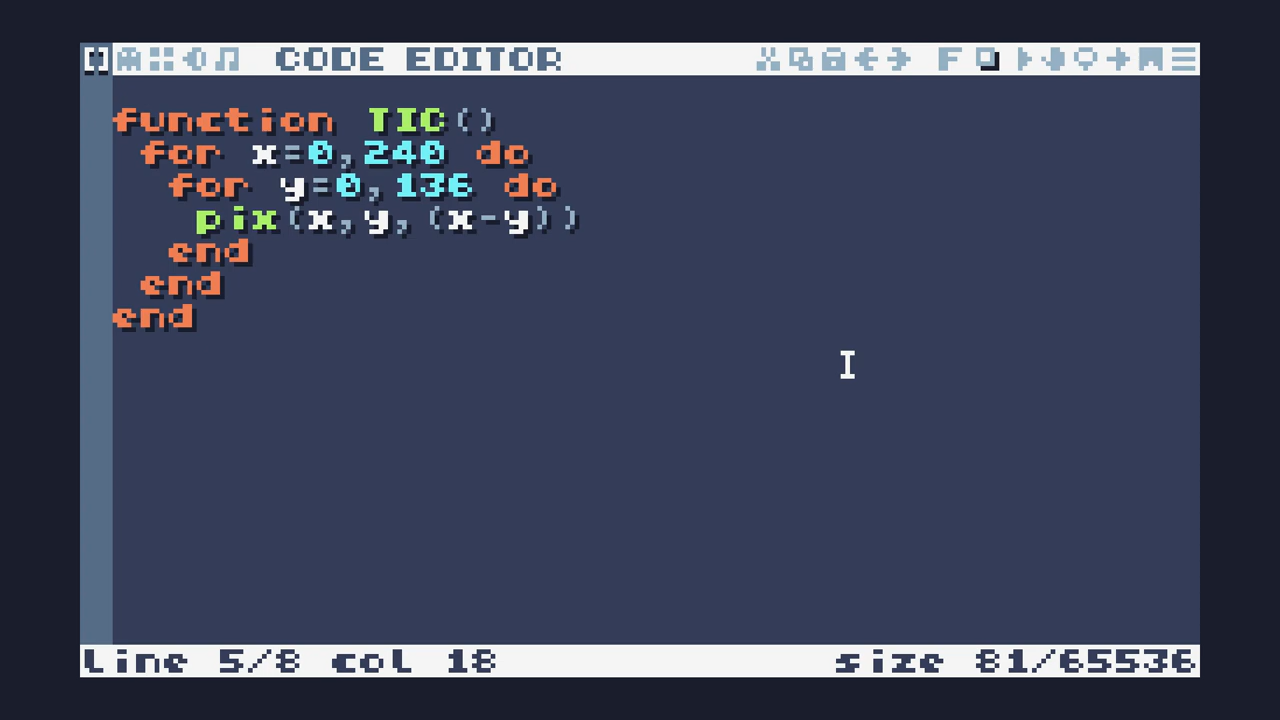 CODE EDITOR
function TIC()
 for x=0,240 do
  for y=0,136 do
   pix(x,y,(x-y))
  end
 end
end
line 5/8 col 18
size 81/65536